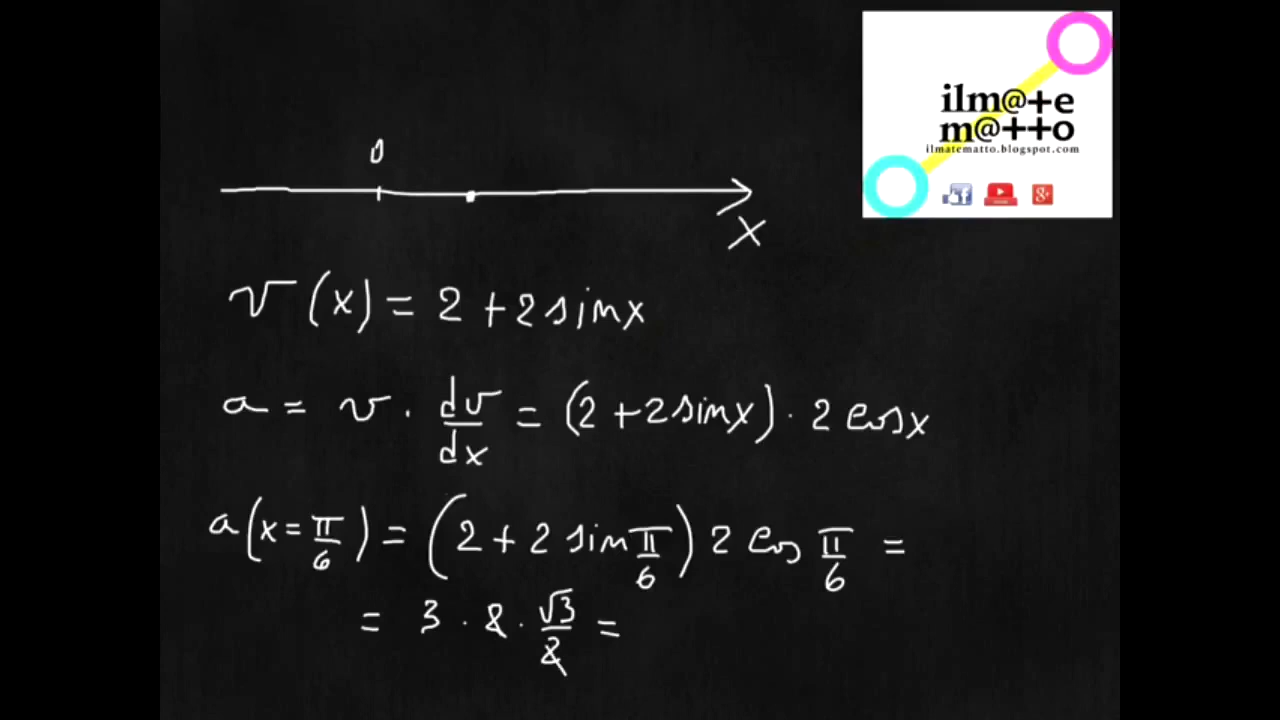 ilm@+e
m@++o
ilmatematto.blogspot.com
0
x
v(x) = 2 + 2 sin x
a = v · dv/dx = (2 + 2 sin x) · 2 cos x
a(x = π/6) = (2 + 2 sin π/6) 2 cos π/6 =
= 3 · 2 · √3/2 =